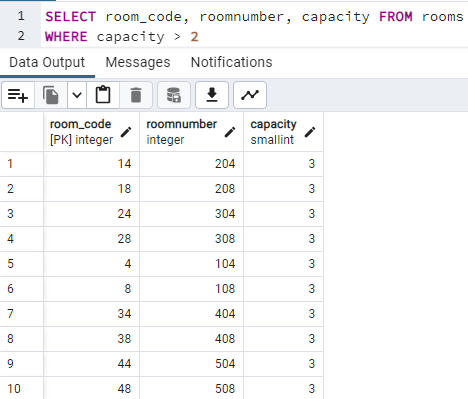 1 SELECT room_code, roomnumber, capacity FROM rooms
2 WHERE capacity > 2
Data Output Messages Notifications
room_code roomnumber capacity
[PK] integer integer smallint
1 14 204 3
2 18 208 3
3 24 304 3
4 28 308 3
5 4 104 3
6 8 108 3
7 34 404 3
8 38 408 3
9 44 504 3
10 48 508 3